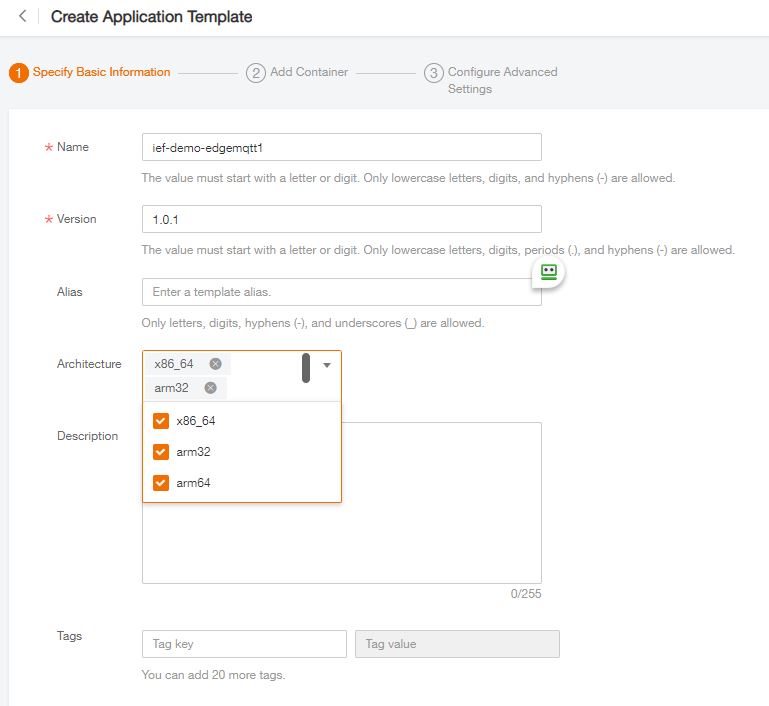 Create Application Template
1 Specify Basic Information
2 Add Container
3 Configure Advanced
Settings
* Name
ief-demo-edgemqtt1
The value must start with a letter or digit. Only lowercase letters, digits, and hyphens (-) are allowed.
* Version
1.0.1
The value must start with a letter or digit. Only lowercase letters, digits, periods (.), and hyphens (-) are allowed.
Alias
Enter a template alias.
Only letters, digits, hyphens (-), and underscores (_) are allowed.
Architecture
x86_64
arm32
x86_64
arm32
arm64
Description
0/255
Tags
Tag key
Tag value
You can add 20 more tags.